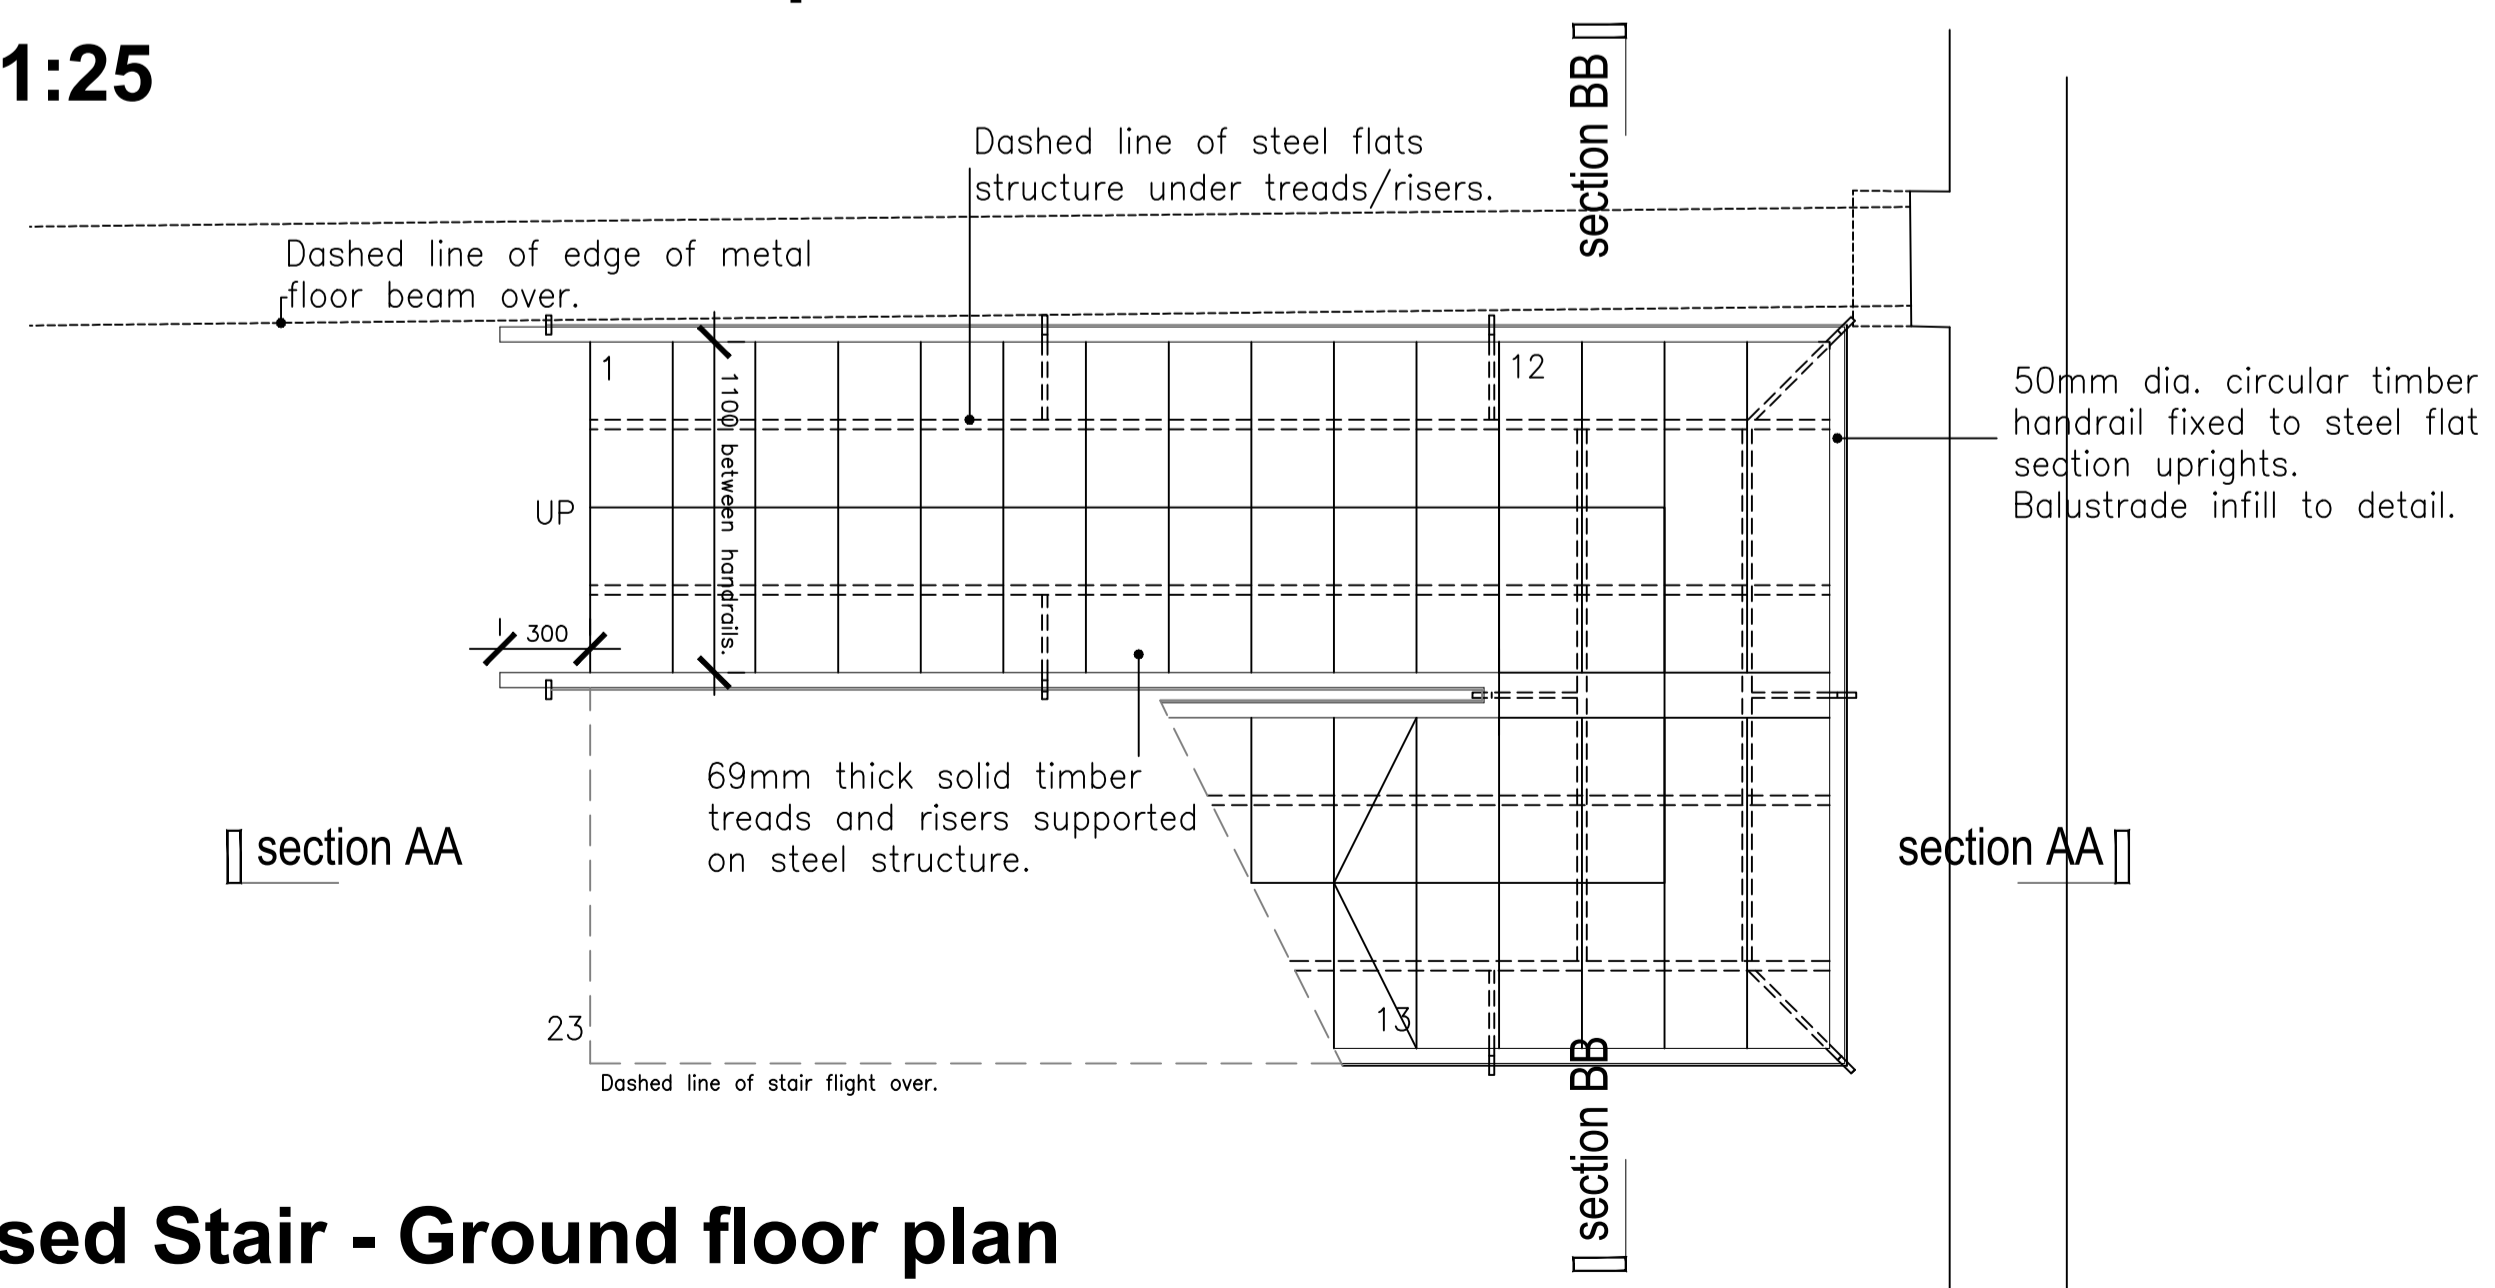 1:25
section BB
Dashed line of steel flats
structure under treads/risers.
Dashed line of edge of metal
floor beam over.
1
12
1100 between handrails.
50mm dia. circular timber
handrail fixed to steel flat
section uprights.
Balustrade infill to detail.
UP
300
69mm thick solid timber
treads and risers supported
on steel structure.
section AA
section AA
23
13
Dashed line of stair flight over.
section BB
sed Stair - Ground floor plan